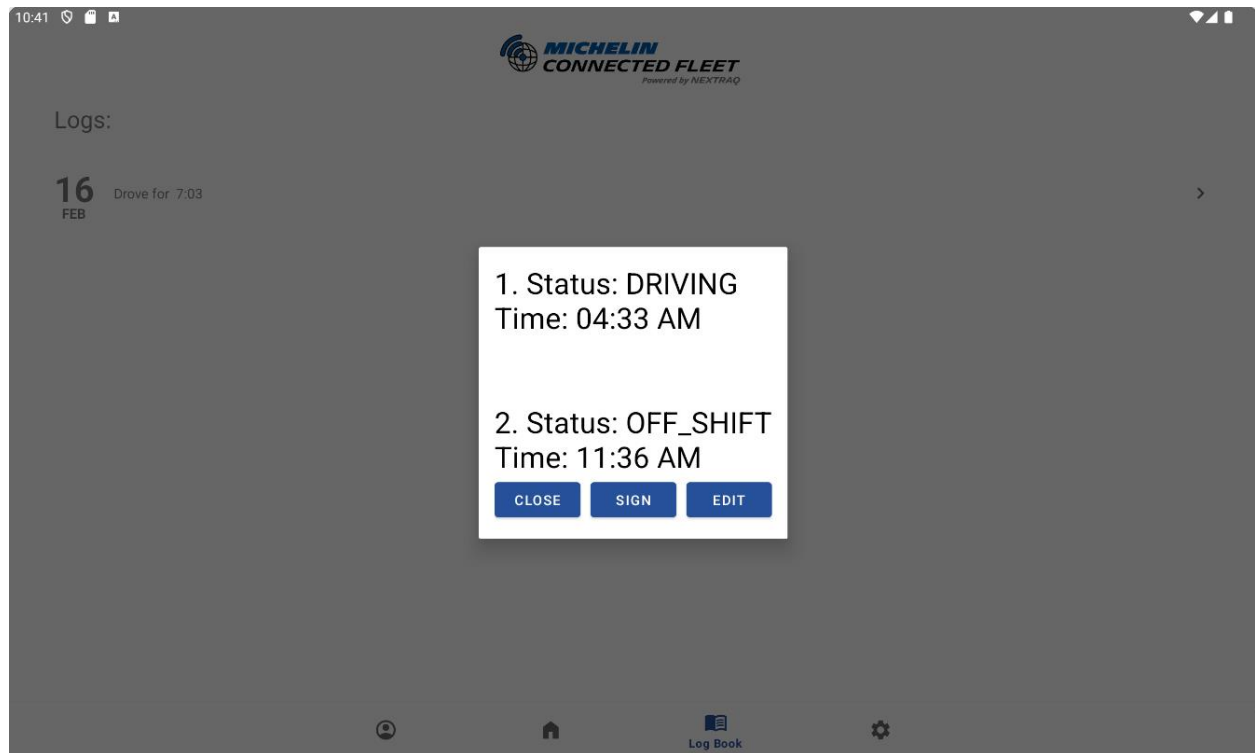 10:41
MICHELIN
CONNECTED FLEET
Powered by NEXTRAQ
Logs:
16
FEB
Drove for 7:03
1. Status: DRIVING
Time: 04:33 AM
2. Status: OFF_SHIFT
Time: 11:36 AM
CLOSE SIGN EDIT
Log Book